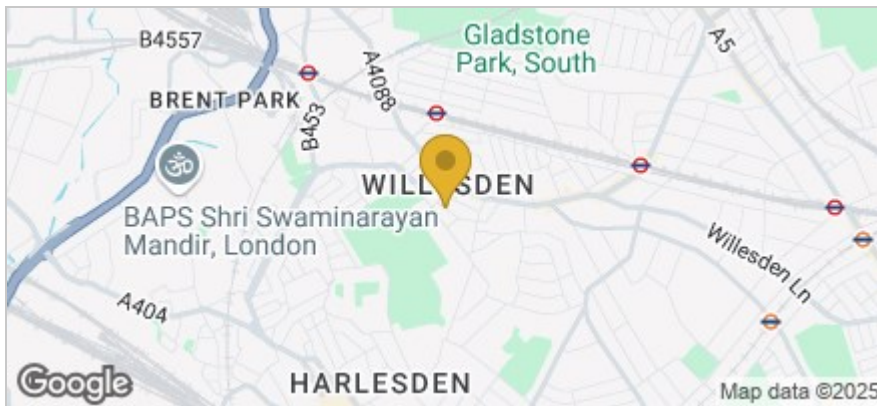 B4557
A4088
Gladstone
Park, South
A5
BRENT PARK
B453
WILLESDEN
BAPS Shri Swaminarayan
Mandir, London
Willesden Ln
A404
HARLESDEN
Google
Map data ©2025